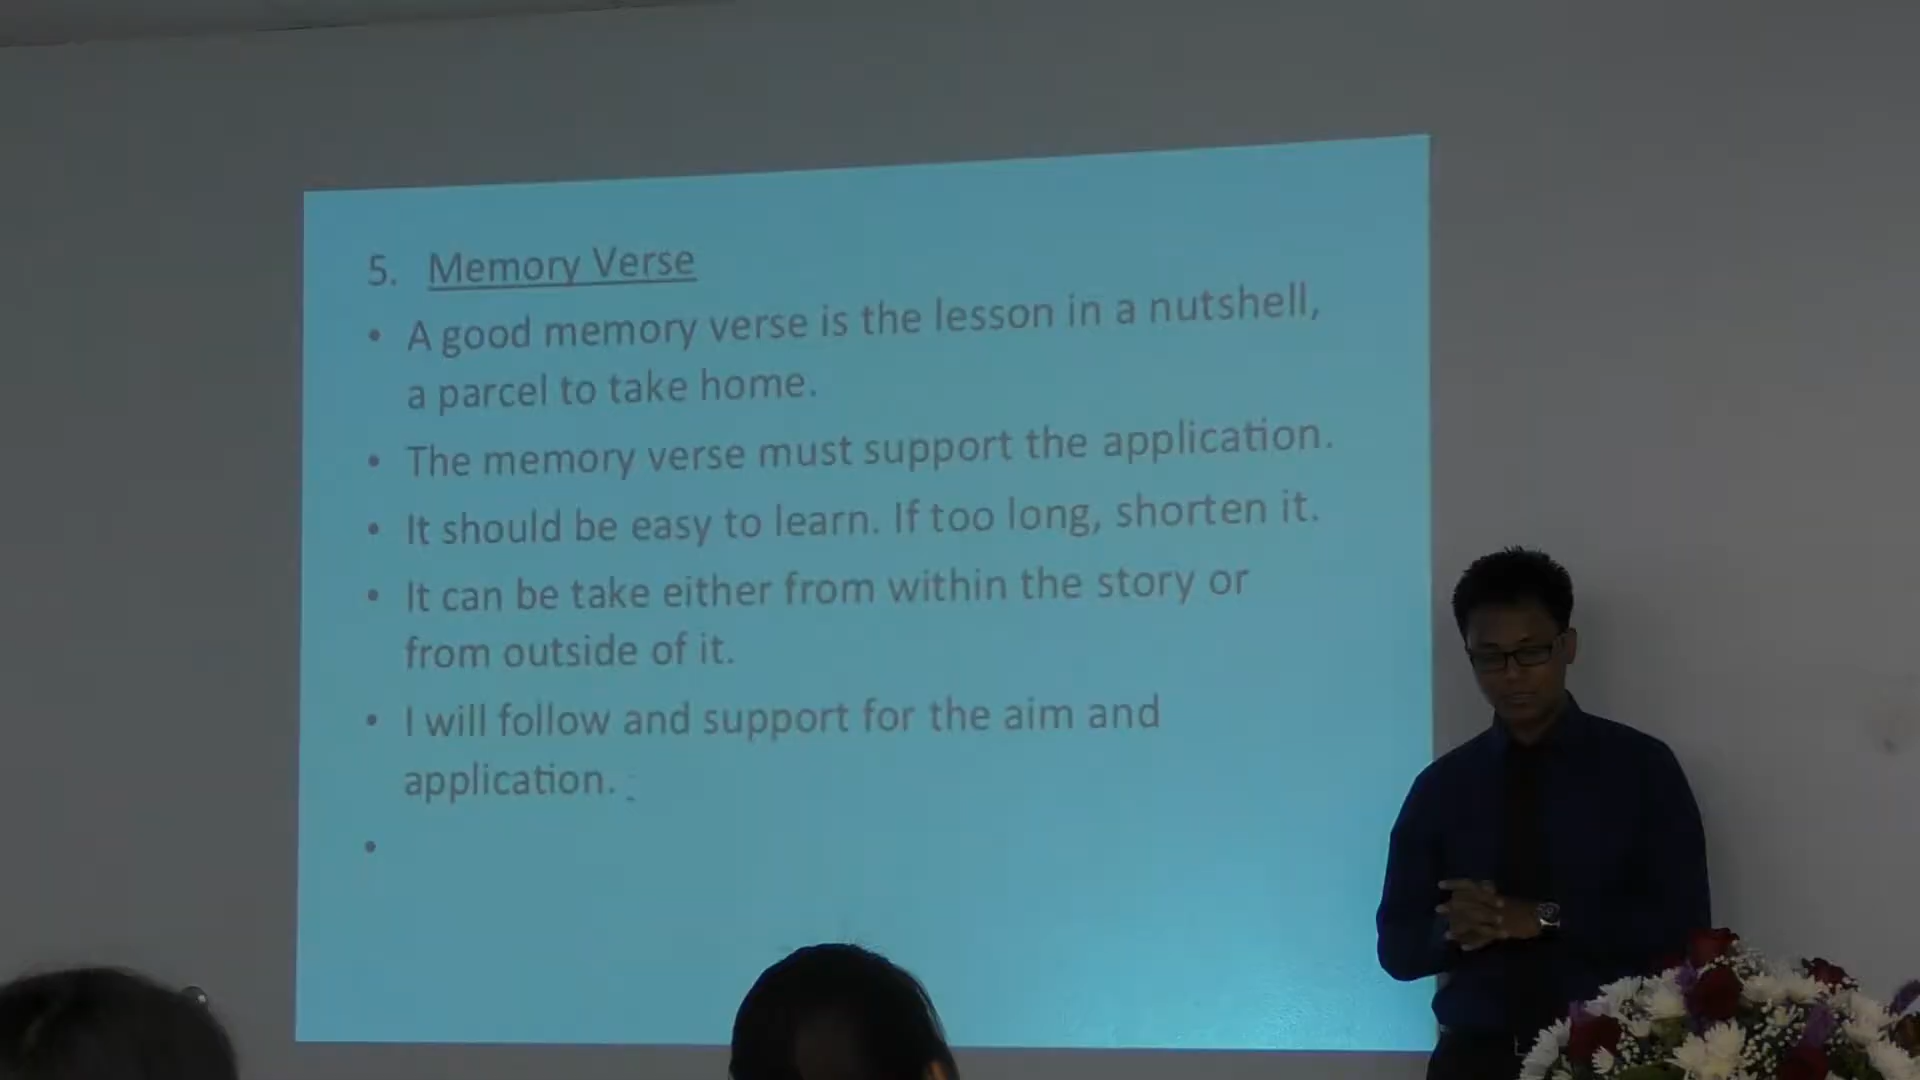 5. Memory Verse
• A good memory verse is the lesson in a nutshell,
a parcel to take home.
• The memory verse must support the application.
• It should be easy to learn. If too long, shorten it.
• It can be take either from within the story or
from outside of it.
• I will follow and support for the aim and
application.
•